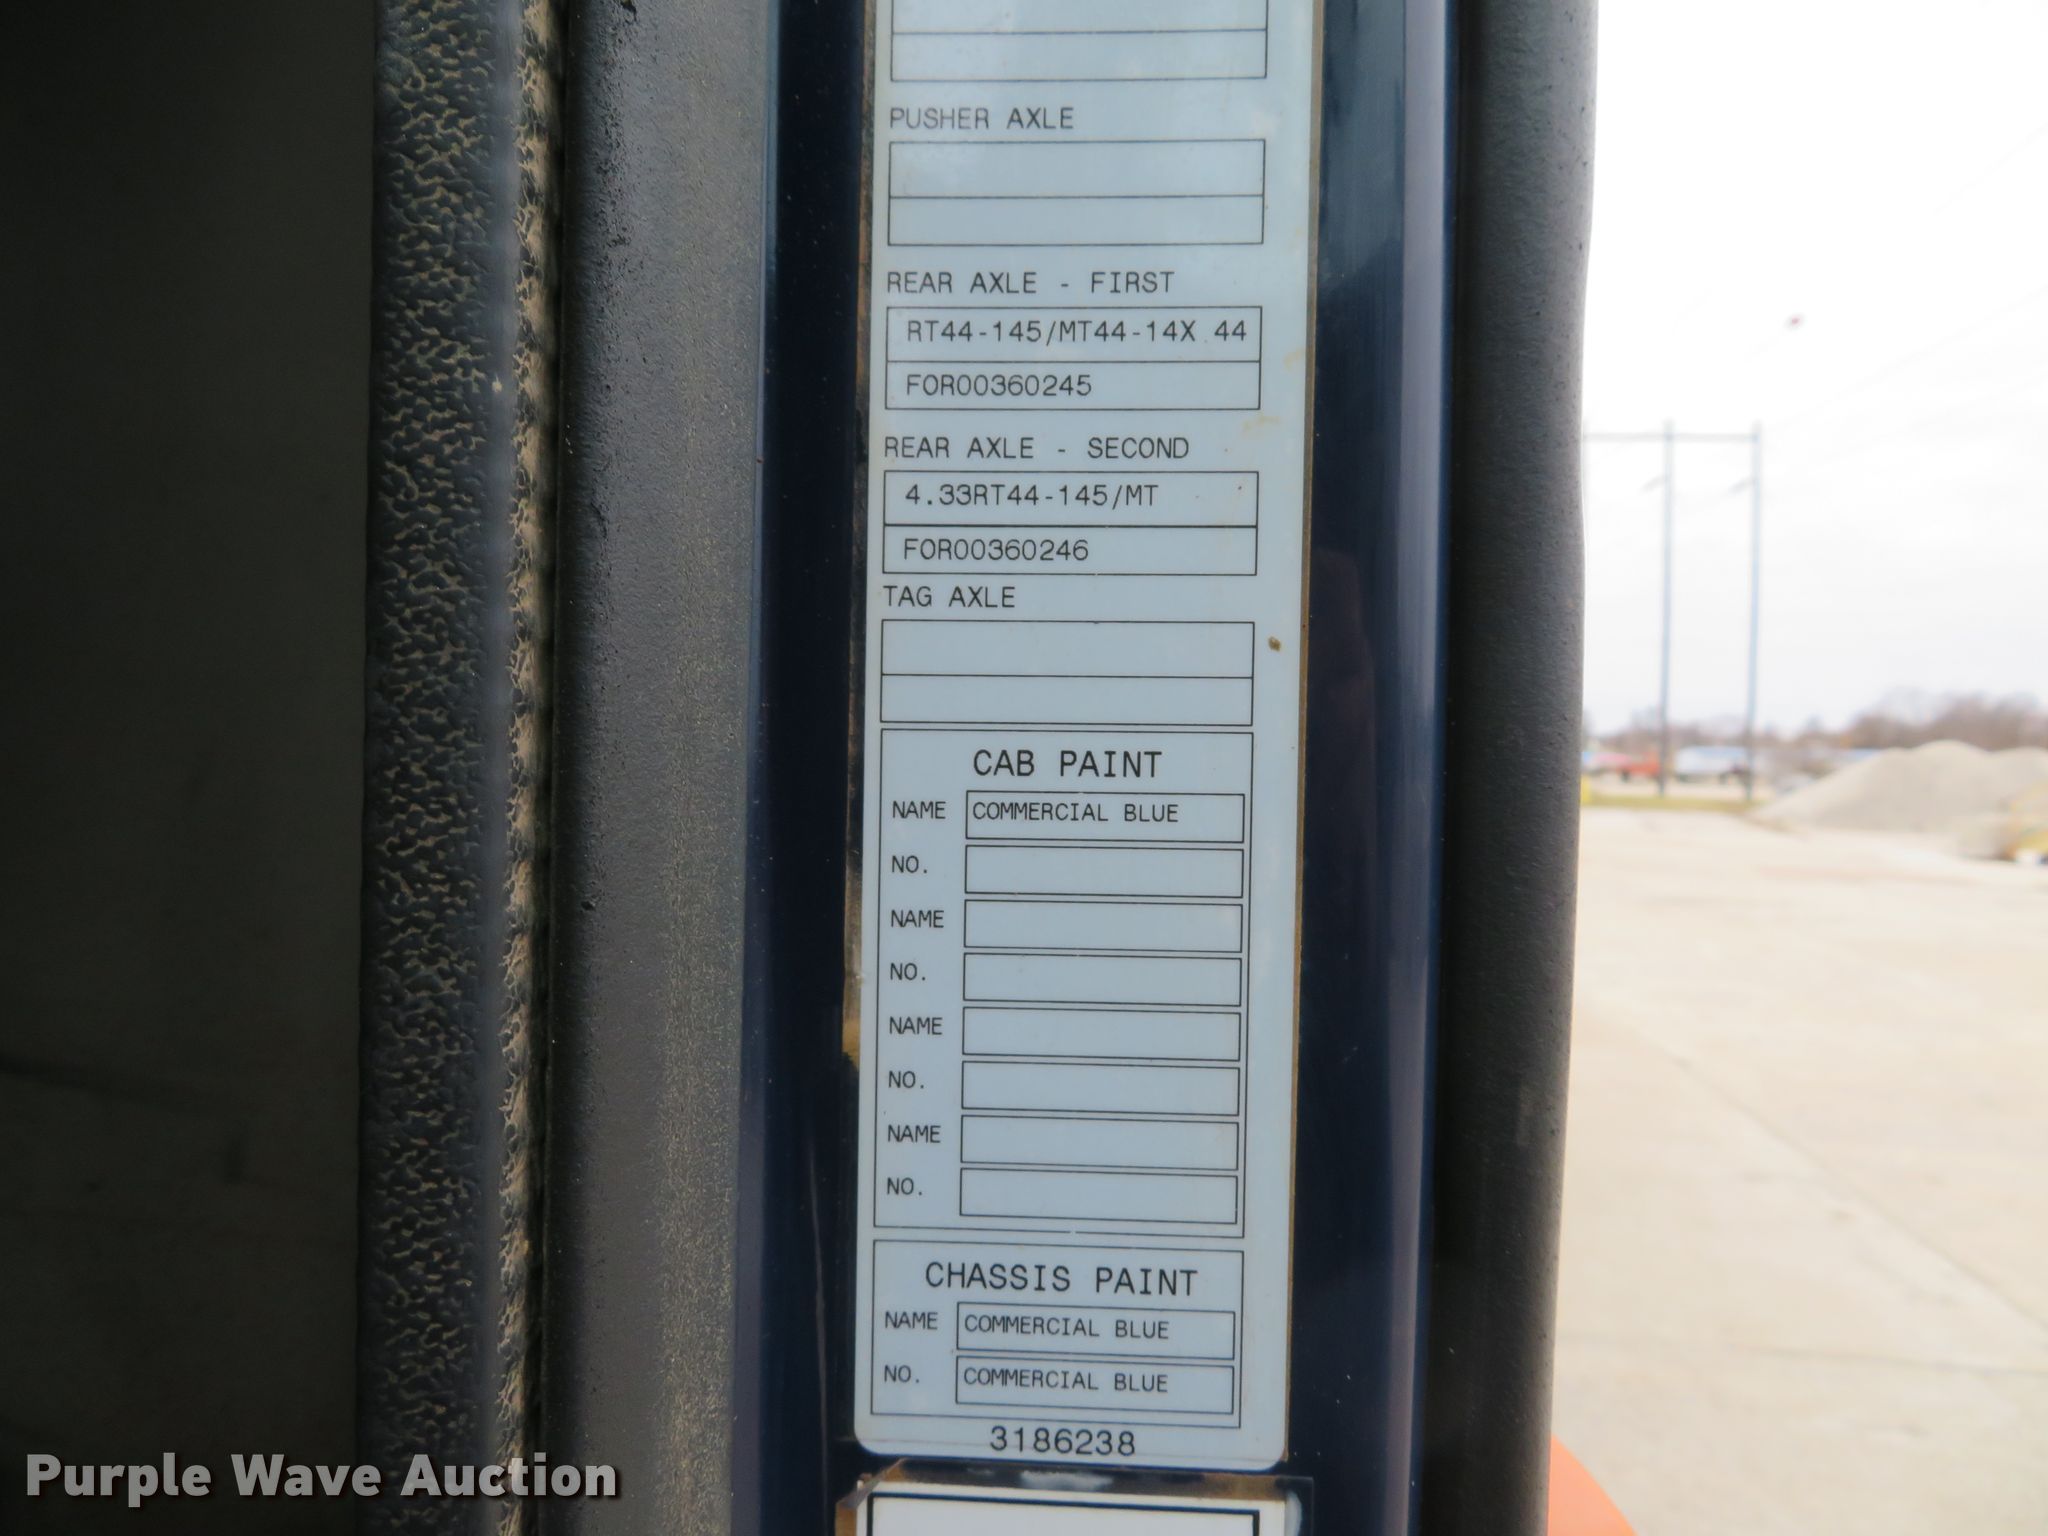 PUSHER AXLE
REAR AXLE - FIRST
RT44-145/MT44-14X 44
FOR00360245
REAR AXLE - SECOND
4.33RT44-145/MT
FOR00360246
TAG AXLE
CAB PAINT
NAME COMMERCIAL BLUE
NO.
NAME
NO.
NAME
NO.
NAME
NO.
CHASSIS PAINT
NAME COMMERCIAL BLUE
NO. COMMERCIAL BLUE
3186238
Purple Wave Auction